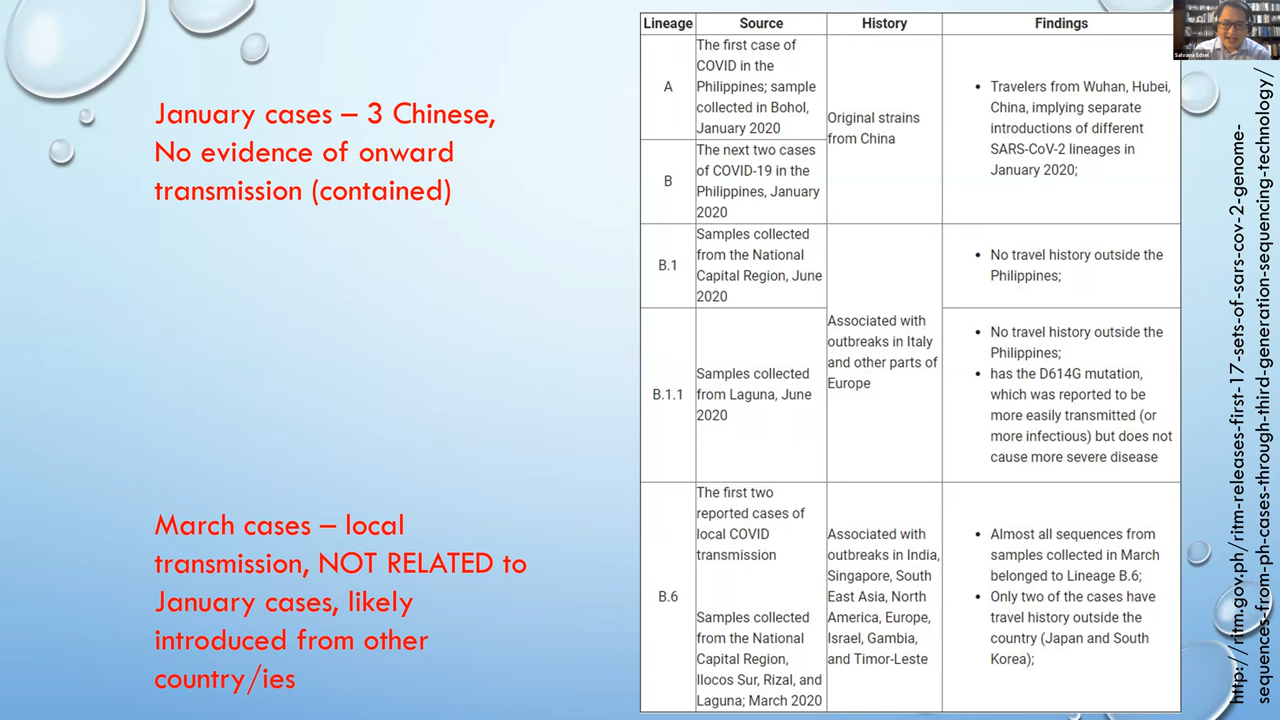 January cases – 3 Chinese,
No evidence of onward
transmission (contained)
March cases – local
transmission, NOT RELATED to
January cases, likely
introduced from other
country/ies
Lineage Source History Findings
A
The first case of
COVID in the
Philippines; sample
collected in Bohol,
January 2020
Original strains
from China
• Travelers from Wuhan, Hubei,
China, implying seperate
introductions of different
SARS-CoV-2 lineages in
January 2020;
B
The next two cases
of COVID-19 in the
Philippines, January
2020
B.1
Samples collected
from the National
Capital Region, June
2020
Associated with
outbreaks in Italy
and other parts of
Europe
• No travel history outside the
Philippines;
B.1.1
Samples collected
from Laguna, June
2020
• No travel history outside the
Philippines;
• has the D614G mutation,
which was reported to be
more easily transmitted (or
more infectious) but does not
cause more severe disease
B.6
The first two
reported cases of
local COVID
transmission
Samples collected
from the National
Capital Region,
Ilocos Sur, Rizal, and
Laguna; March 2020
Associated with
outbreaks in India,
Singapore, South
East Asia, North
America, Europe,
Israel, Gambia,
and Timor-Leste
• Almost all sequences from
samples collected in March
belonged to Lineage B.6;
• Only two of the cases have
travel history outside the
country (Japan and South
Korea);
http://ritm.gov.ph/ritm-releases-first-17-sets-of-sars-cov-2-genome-
sequences-from-ph-cases-through-third-generation-sequencing-technology/
Salvana Edsel